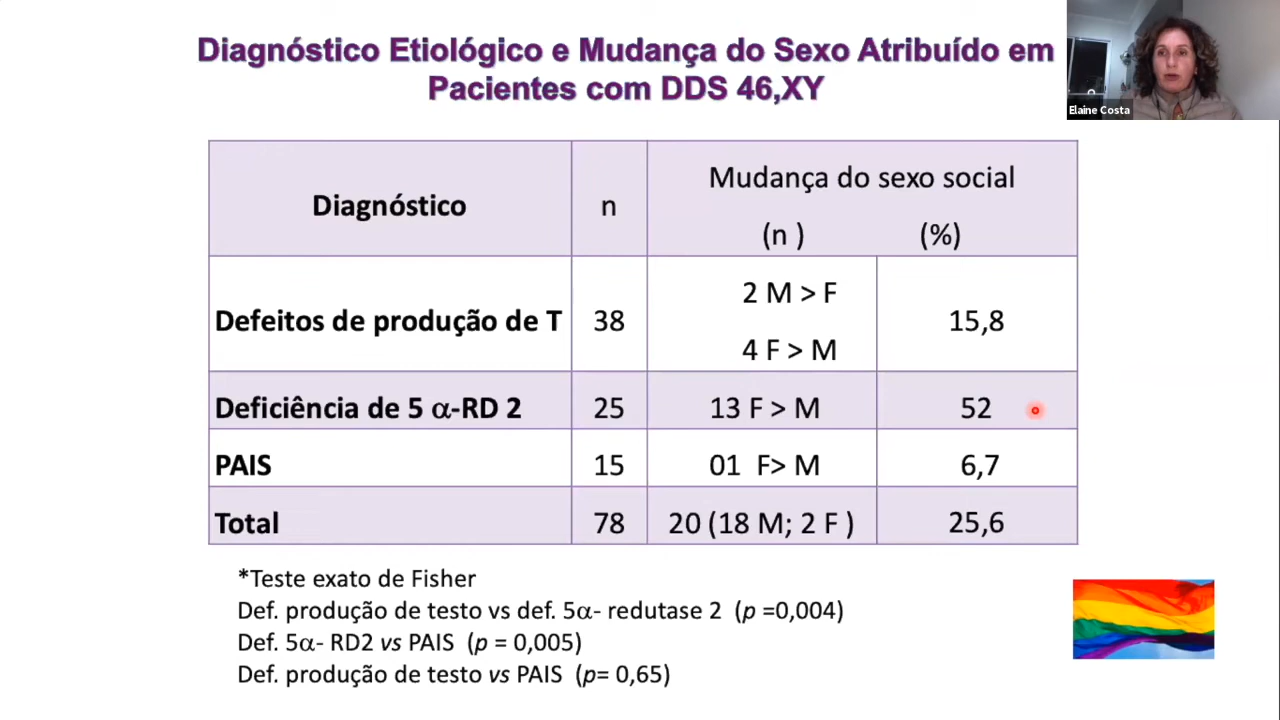 Diagnóstico Etiológico e Mudança do Sexo Atribuído em
Pacientes com DDS 46,XY
Elaine Costa
Diagnóstico n Mudança do sexo social
(n ) (%)
Defeitos de produção de T 38 2 M > F 15,8
4 F > M
Deficiência de 5 α-RD 2 25 13 F > M 52
PAIS 15 01 F> M 6,7
Total 78 20 (18 M; 2 F ) 25,6
*Teste exato de Fisher
Def. produção de testo vs def. 5α- redutase 2 (p =0,004)
Def. 5α- RD2 vs PAIS (p = 0,005)
Def. produção de testo vs PAIS (p= 0,65)